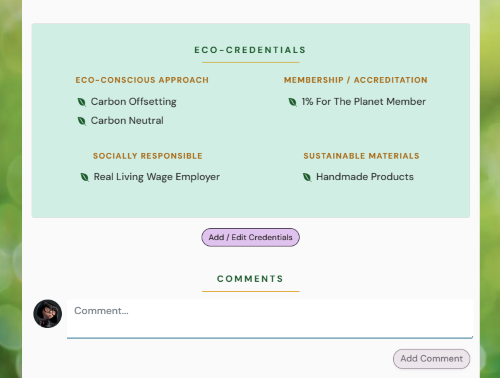 ECO-CREDENTIALS
ECO-CONSCIOUS APPROACH
Carbon Offsetting
Carbon Neutral
MEMBERSHIP / ACCREDITATION
1% For The Planet Member
SOCIALLY RESPONSIBLE
Real Living Wage Employer
SUSTAINABLE MATERIALS
Handmade Products
Add / Edit Credentials
COMMENTS
Comment...
Add Comment